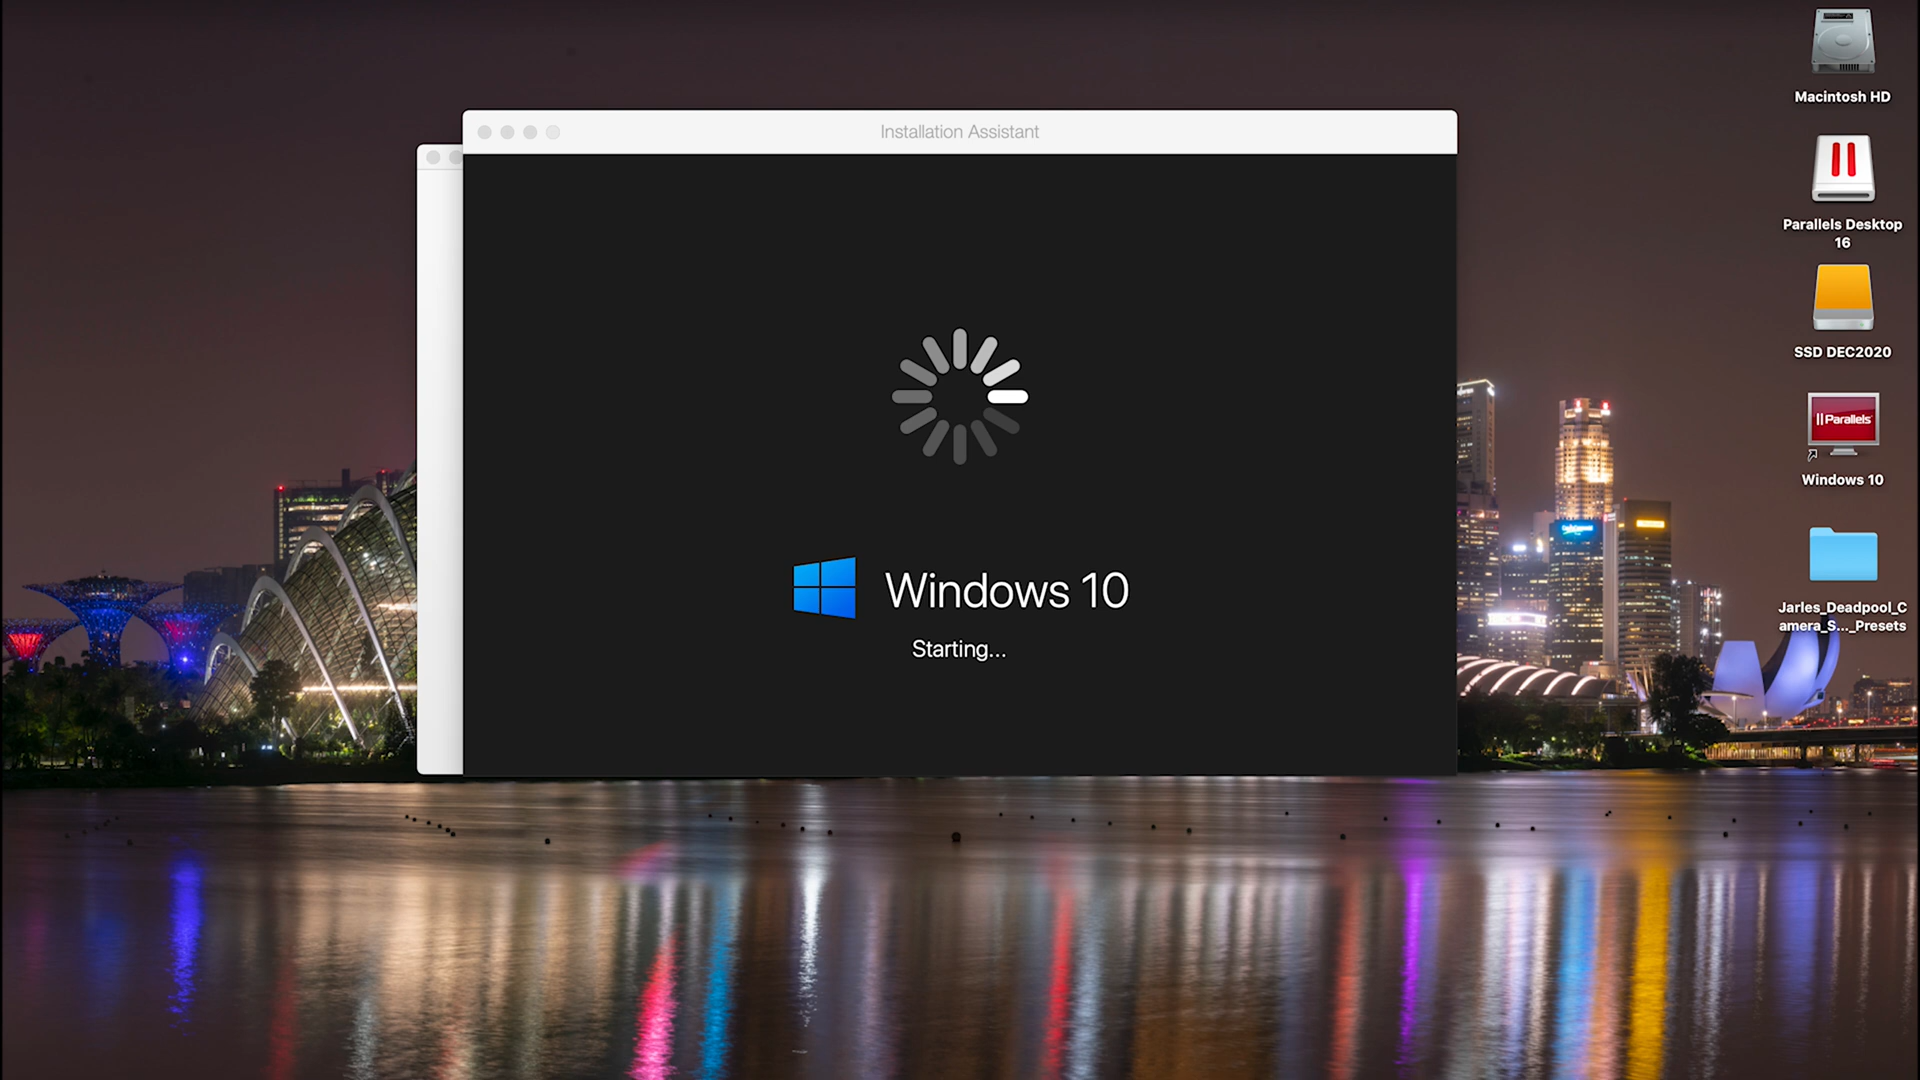 Installation Assistant
Windows 10
Starting...
Macintosh HD
Parallels Desktop
16
SSD DEC2020
Parallels
Windows 10
Jarles_Deadpool_C
amera_S..._Presets